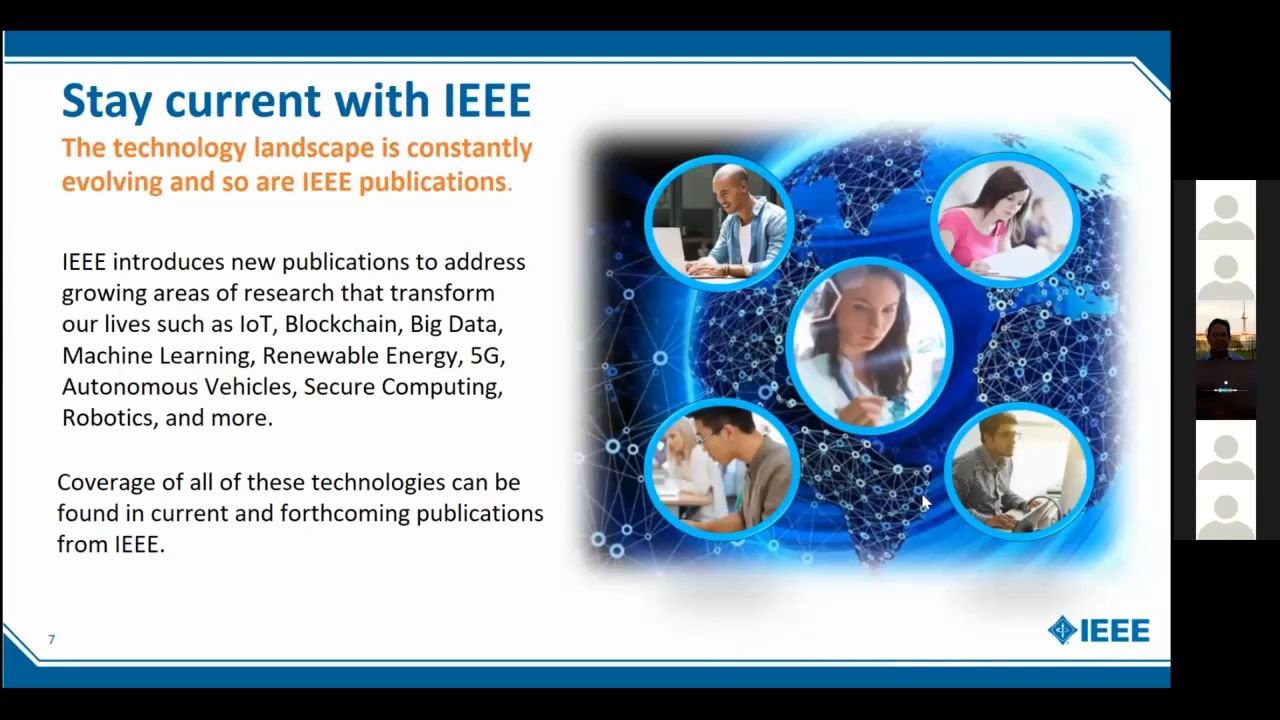 Stay current with IEEE
The technology landscape is constantly
evolving and so are IEEE publications.
IEEE introduces new publications to address
growing areas of research that transform
our lives such as IoT, Blockchain, Big Data,
Machine Learning, Renewable Energy, 5G,
Autonomous Vehicles, Secure Computing,
Robotics, and more.
Coverage of all of these technologies can be
found in current and forthcoming publications
from IEEE.
7
IEEE